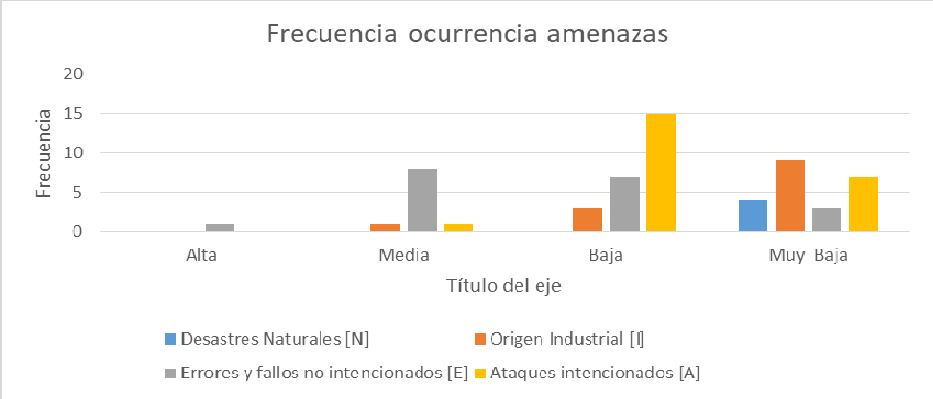 Frecuencia ocurrencia amenazas
20
15
10
5
0
Frecuencia
Alta Media Baja Muy Baja
Título del eje
Desastres Naturales [N] Origen Industrial [I]
Errores y fallos no intencionados [E] Ataques intencionados [A]